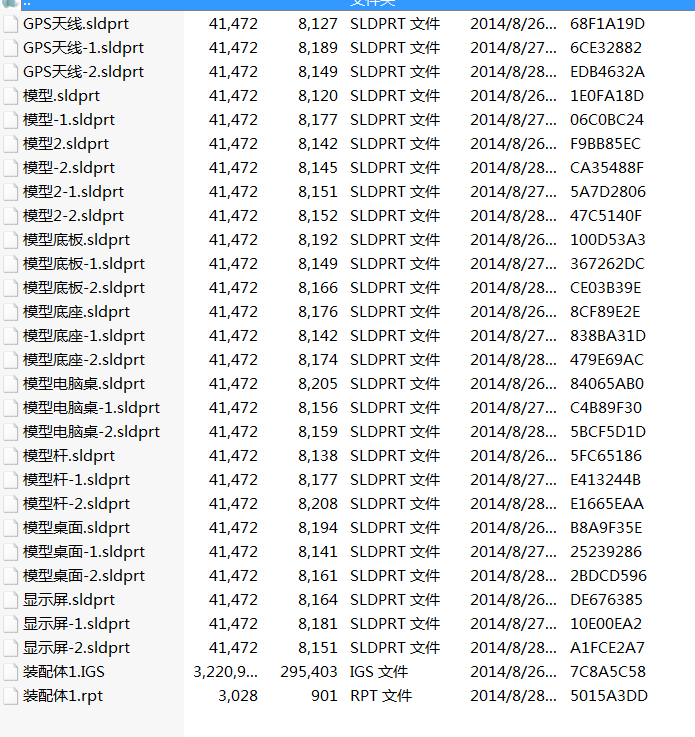 ..	文件夹
GPS天线.sldprt 41,472 8,127 SLDPRT 文件 2014/8/26... 68F1A19D
GPS天线-1.sldprt 41,472 8,189 SLDPRT 文件 2014/8/27... 6CE32882
GPS天线-2.sldprt 41,472 8,149 SLDPRT 文件 2014/8/28... EDB4632A
模型.sldprt 41,472 8,120 SLDPRT 文件 2014/8/26... 1E0FA18D
模型-1.sldprt 41,472 8,177 SLDPRT 文件 2014/8/27... 06C0BC24
模型2.sldprt 41,472 8,142 SLDPRT 文件 2014/8/26... F9BB85EC
模型-2.sldprt 41,472 8,145 SLDPRT 文件 2014/8/28... CA35488F
模型2-1.sldprt 41,472 8,151 SLDPRT 文件 2014/8/27... 5A7D2806
模型2-2.sldprt 41,472 8,152 SLDPRT 文件 2014/8/28... 47C5140F
模型底板.sldprt 41,472 8,192 SLDPRT 文件 2014/8/26... 100D53A3
模型底板-1.sldprt 41,472 8,149 SLDPRT 文件 2014/8/27... 367262DC
模型底板-2.sldprt 41,472 8,166 SLDPRT 文件 2014/8/28... CE03B39E
模型底座.sldprt 41,472 8,176 SLDPRT 文件 2014/8/26... 8CF89E2E
模型底座-1.sldprt 41,472 8,142 SLDPRT 文件 2014/8/27... 838BA31D
模型底座-2.sldprt 41,472 8,174 SLDPRT 文件 2014/8/28... 479E69AC
模型电脑桌.sldprt 41,472 8,205 SLDPRT 文件 2014/8/26... 84065AB0
模型电脑桌-1.sldprt 41,472 8,156 SLDPRT 文件 2014/8/27... C4B89F30
模型电脑桌-2.sldprt 41,472 8,159 SLDPRT 文件 2014/8/28... 5BCF5D1D
模型杆.sldprt 41,472 8,138 SLDPRT 文件 2014/8/26... 5FC65186
模型杆-1.sldprt 41,472 8,177 SLDPRT 文件 2014/8/27... E413244B
模型杆-2.sldprt 41,472 8,208 SLDPRT 文件 2014/8/28... E1665EAA
模型桌面.sldprt 41,472 8,194 SLDPRT 文件 2014/8/26... B8A9F35E
模型桌面-1.sldprt 41,472 8,141 SLDPRT 文件 2014/8/27... 25239286
模型桌面-2.sldprt 41,472 8,161 SLDPRT 文件 2014/8/28... 2BDCD596
显示屏.sldprt 41,472 8,164 SLDPRT 文件 2014/8/26... DE676385
显示屏-1.sldprt 41,472 8,181 SLDPRT 文件 2014/8/27... 10E00EA2
显示屏-2.sldprt 41,472 8,151 SLDPRT 文件 2014/8/28... A1FCE2A7
装配体1.IGS 3,220,9... 295,403 IGS 文件 2014/8/28... 7C8A5C58
装配体1.rpt 3,028 901 RPT 文件 2014/8/28... 5015A3DD